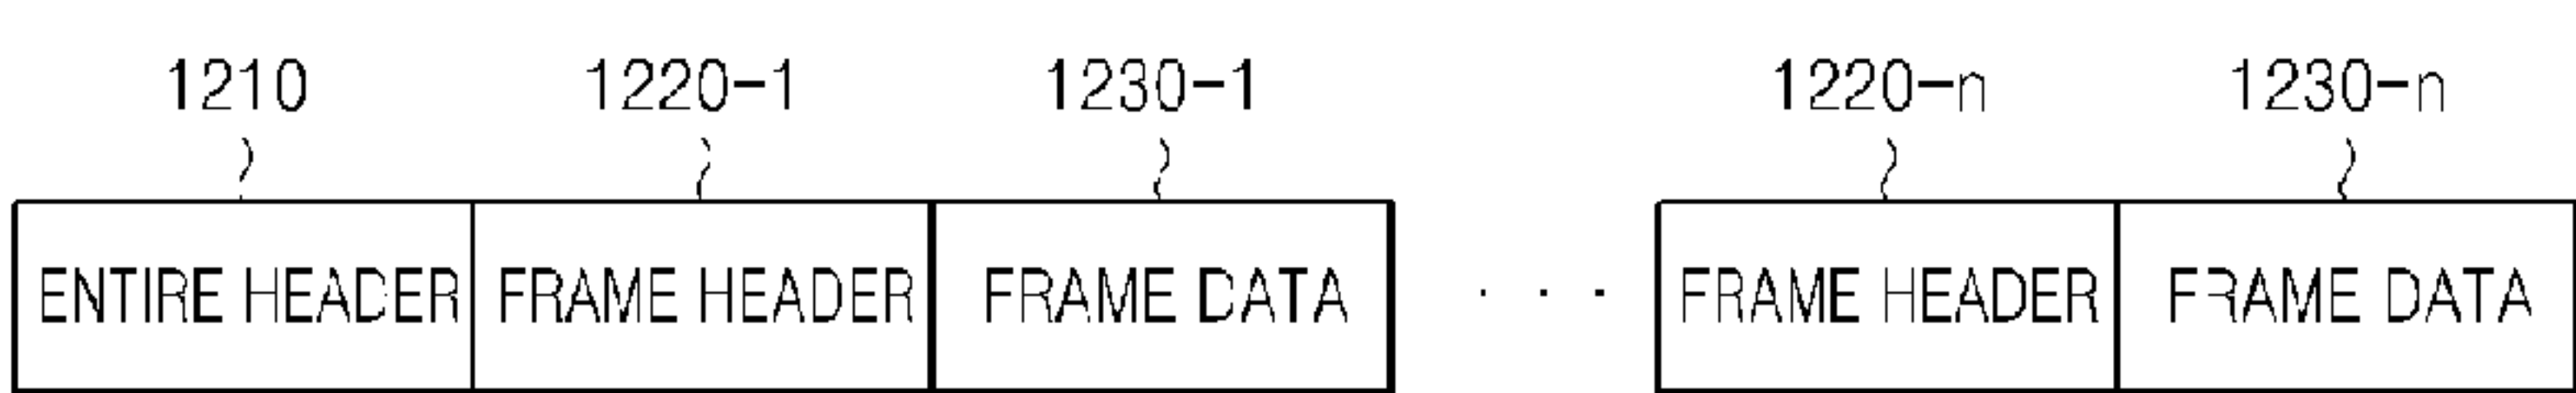 1210 1220-1 1230-1 1220-n 1230-n
ENTIRE HEADER FRAME HEADER FRAME DATA · · · FRAME HEADER FRAME DATA